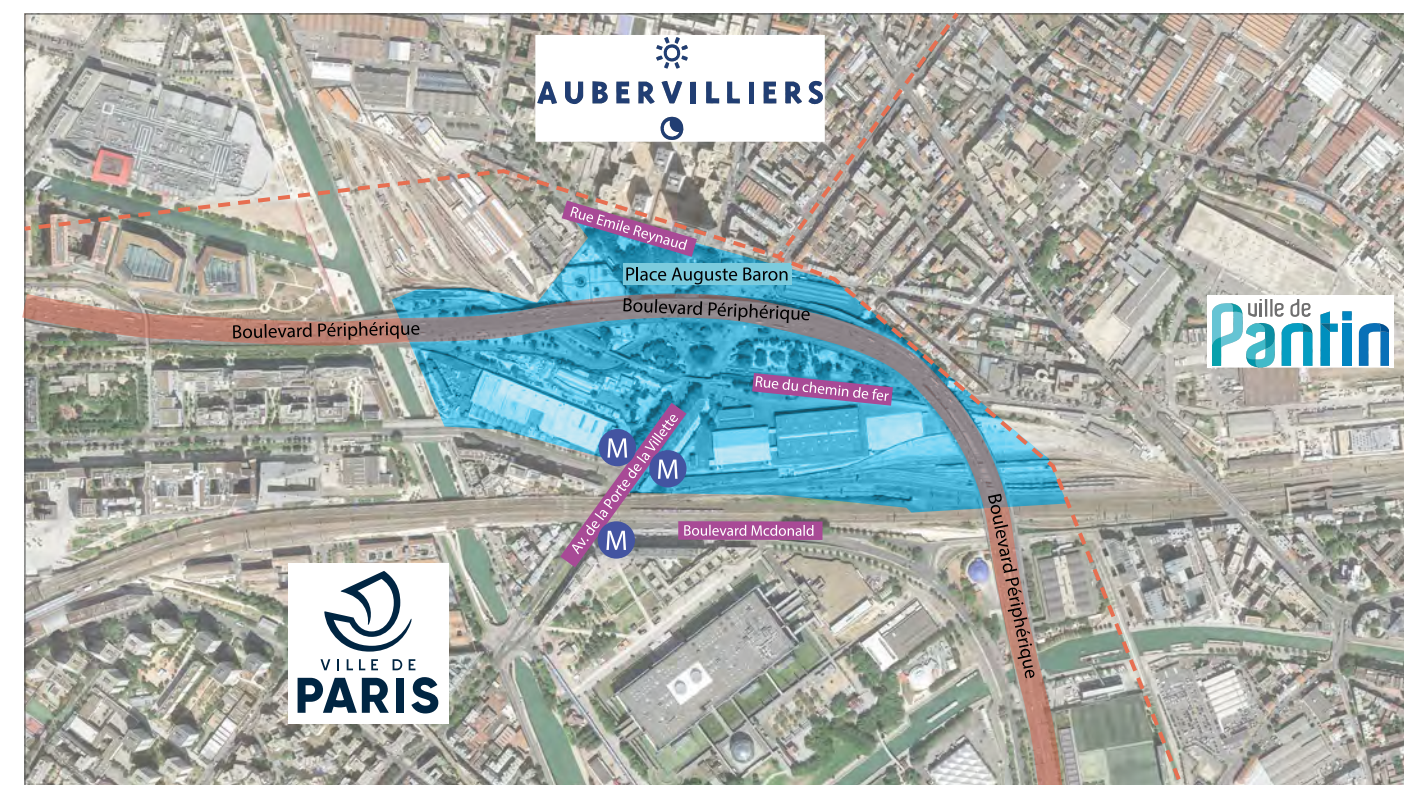 AUBERVILLIERS
Rue Emile Reynaud
Place Auguste Baron
Boulevard Périphérique
Boulevard Périphérique
ville de
Pantin
Rue du chemin de fer
Av. de la Porte de la Villette
M
M
M
Boulevard Mcdonald
Boulevard Périphérique
VILLE DE
PARIS